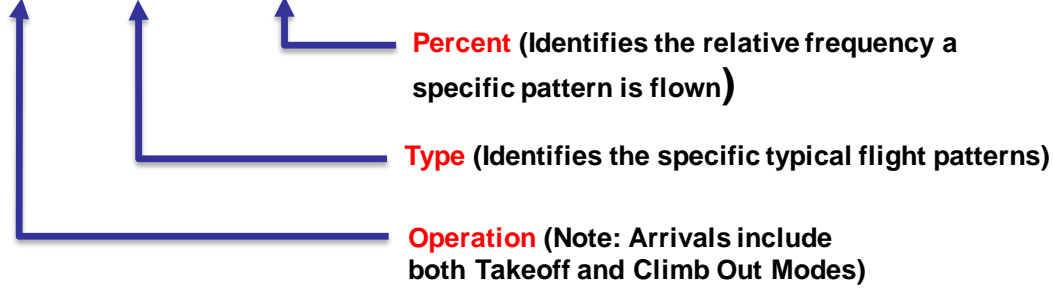 Percent (Identifies the relative frequency a
specific pattern is flown)
Type (Identifies the specific typical flight patterns)
Operation (Note: Arrivals include
both Takeoff and Climb Out Modes)